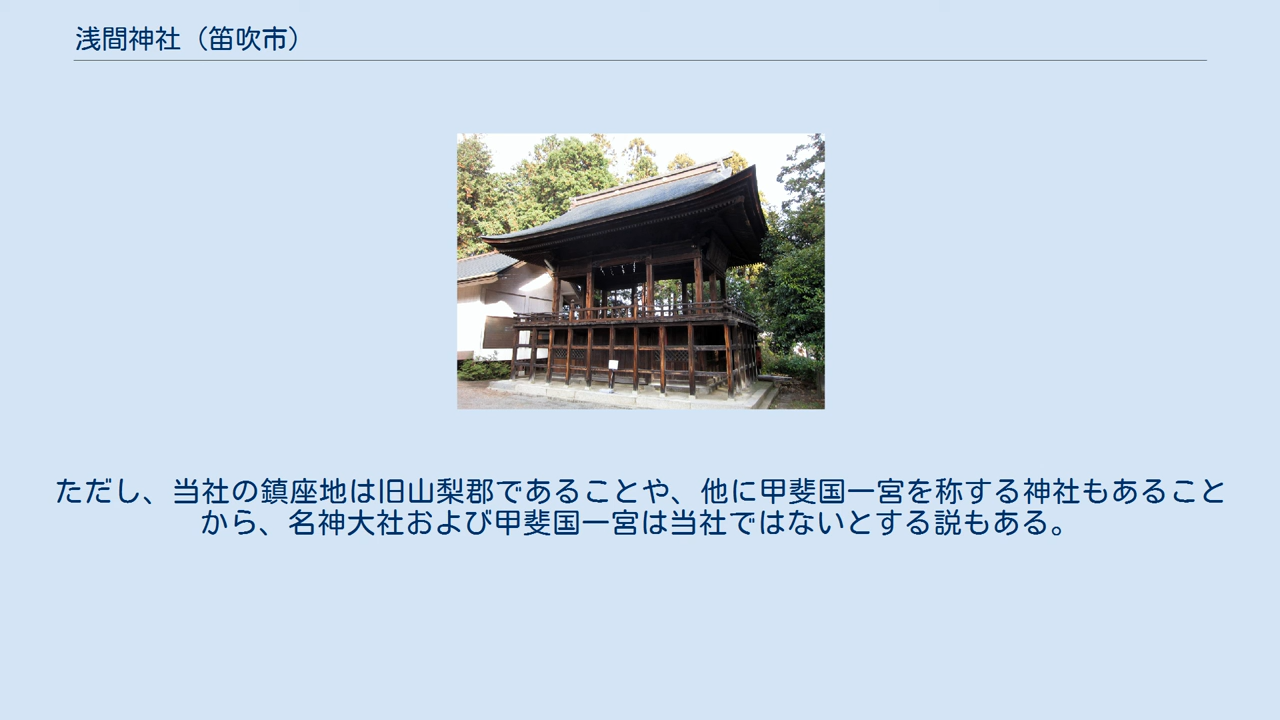 浅間神社（笛吹市）
ただし、当社の鎮座地は旧山梨郡であることや、他に甲斐国一宮を称する神社もあること
から、名神大社および甲斐国一宮は当社ではないとする説もある。